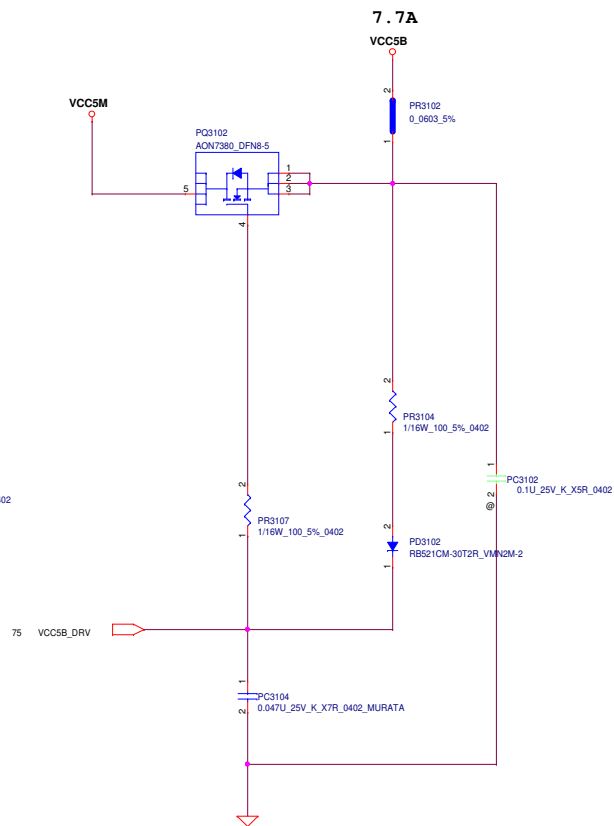 7.7A
VCC5B
VCC5M
2
PR3102
0_0603_5%
1
PQ3102
AON7380_DFN8-5
5
1
2
3
4
2
PR3104
1/16W_100_5%_0402
1
1
PC3102
0.1U_25V_K_X5R_0402
2
@
02
2
PR3107
1/16W_100_5%_0402
1
2
PD3102
RB521CM-30T2R_VMN2M-2
1
75 VCC5B_DRV
1
PC3104
0.047U_25V_K_X7R_0402_MURATA
2